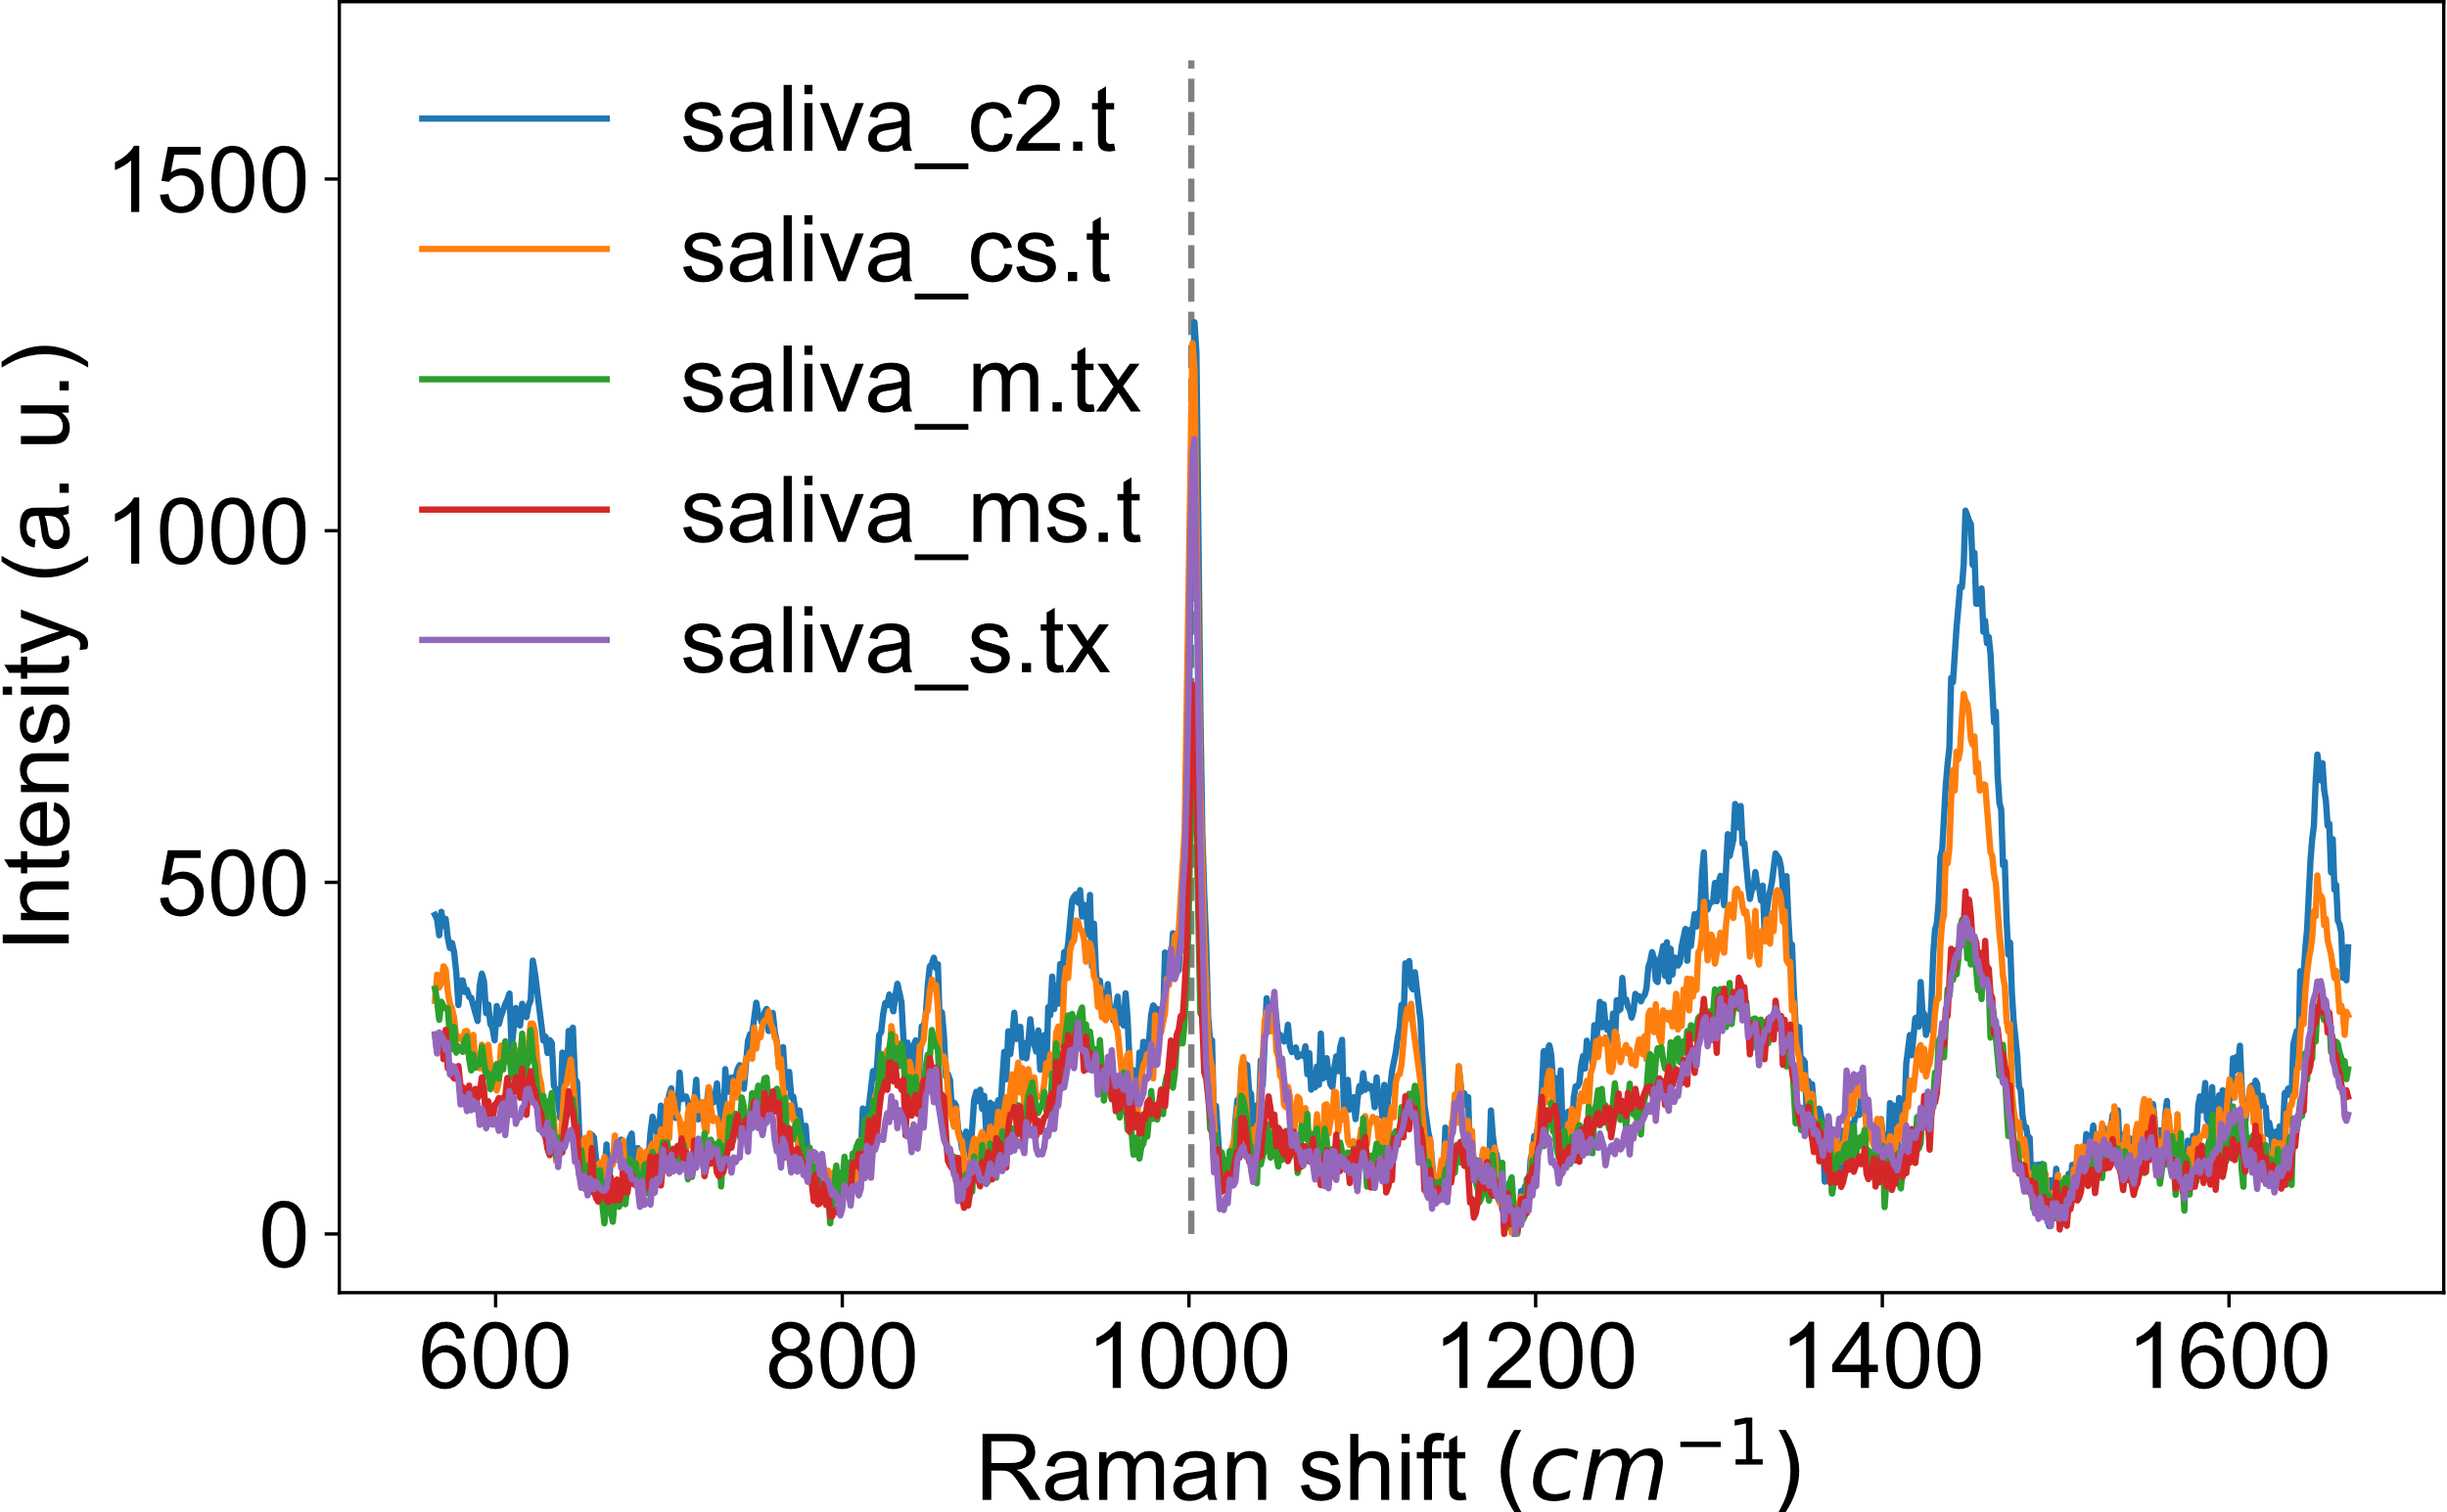 saliva_c2.t
saliva_cs.t
saliva_m.tx
saliva_ms.t
saliva_s.tx
Intensity (a. u.)
1500
1000
500
0
600 800 1000 1200 1400 1600
Raman shift (cm⁻¹)